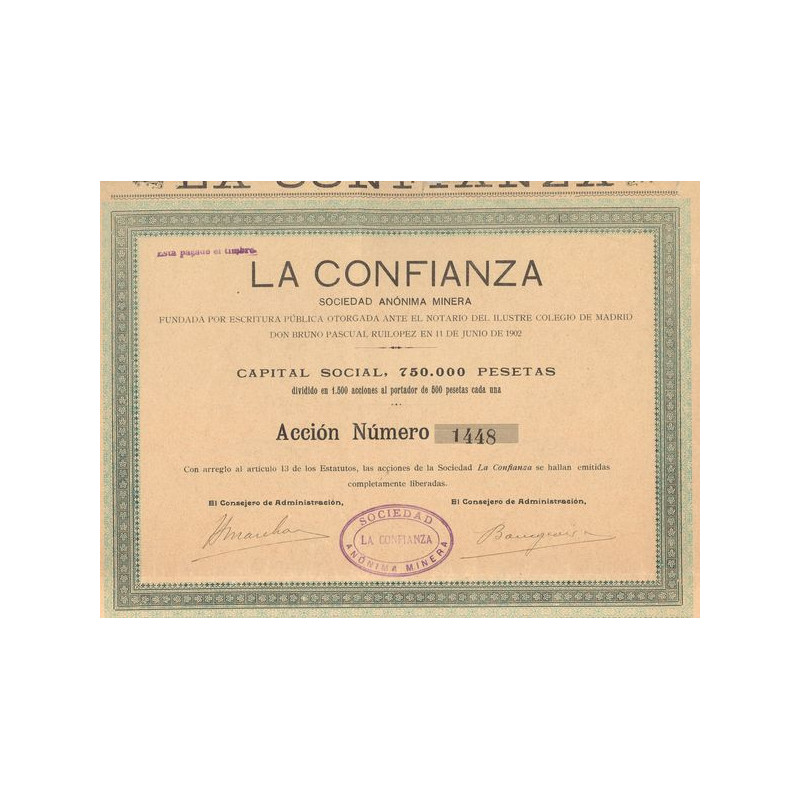 LA CONFIANZA
Está pagado el timbre.
LA CONFIANZA
SOCIEDAD ANÓNIMA MINERA
FUNDADA POR ESCRITURA PÚBLICA OTORGADA ANTE EL NOTARIO DEL ILUSTRE COLEGIO DE MADRID
DON BRUNO PASCUAL RUILOPEZ EN 11 DE JUNIO DE 1902
CAPITAL SOCIAL, 750.000 PESETAS
dividido en 1.500 acciones al portador de 500 pesetas cada una
Acción Número 1448
Con arreglo al artículo 13 de los Estatutos, las acciones de la Sociedad La Confianza se hallan emitidas
completamente liberadas.
El Consejero de Administración, El Consejero de Administración,
SOCIEDAD
LA CONFIANZA
ANÓNIMA MINERA